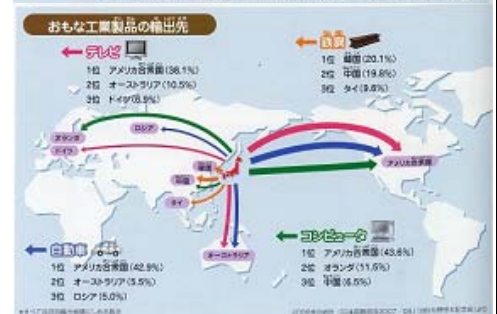 おもな工業製品の輸出先
テレビ
1位 アメリカ合衆国(36.1%)
2位 オーストラリア(10.5%)
3位 ドイツ(6.9%)
鉄鋼
1位 韓国(20.1%)
2位 中国(19.8%)
3位 タイ(9.6%)
ロシア
オランダ
ドイツ
韓国
中国
タイ
アメリカ合衆国
オーストラリア
自動車
1位 アメリカ合衆国(42.9%)
2位 オーストラリア(5.5%)
3位 ロシア(5.0%)
コンピュータ
1位 アメリカ合衆国(43.6%)
2位 オランダ(11.5%)
3位 中国(6.5%)